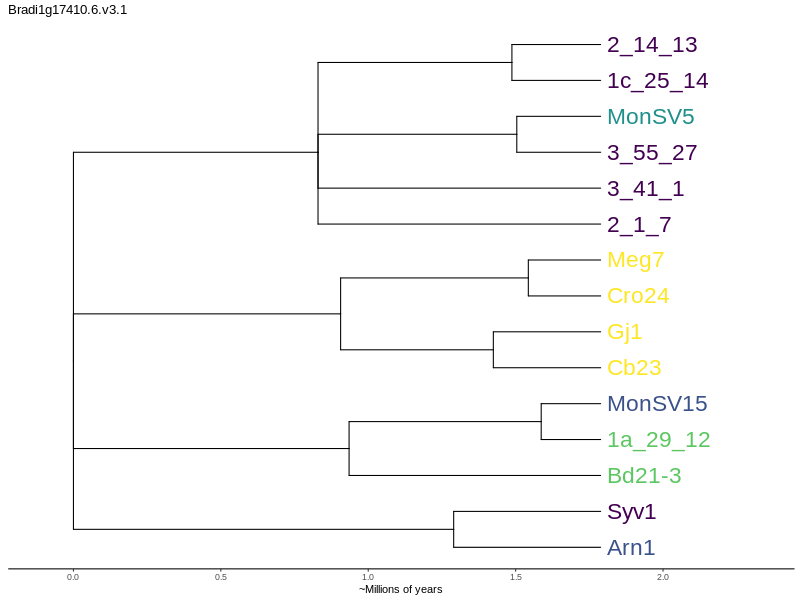 Bradi1g17410.6.v3.1
2_14_13
1c_25_14
MonSV5
3_55_27
3_41_1
2_1_7
Meg7
Cro24
Gj1
Cb23
MonSV15
1a_29_12
Bd21-3
Syv1
Arn1
0.0 0.5 1.0 1.5 2.0
~Millions of years